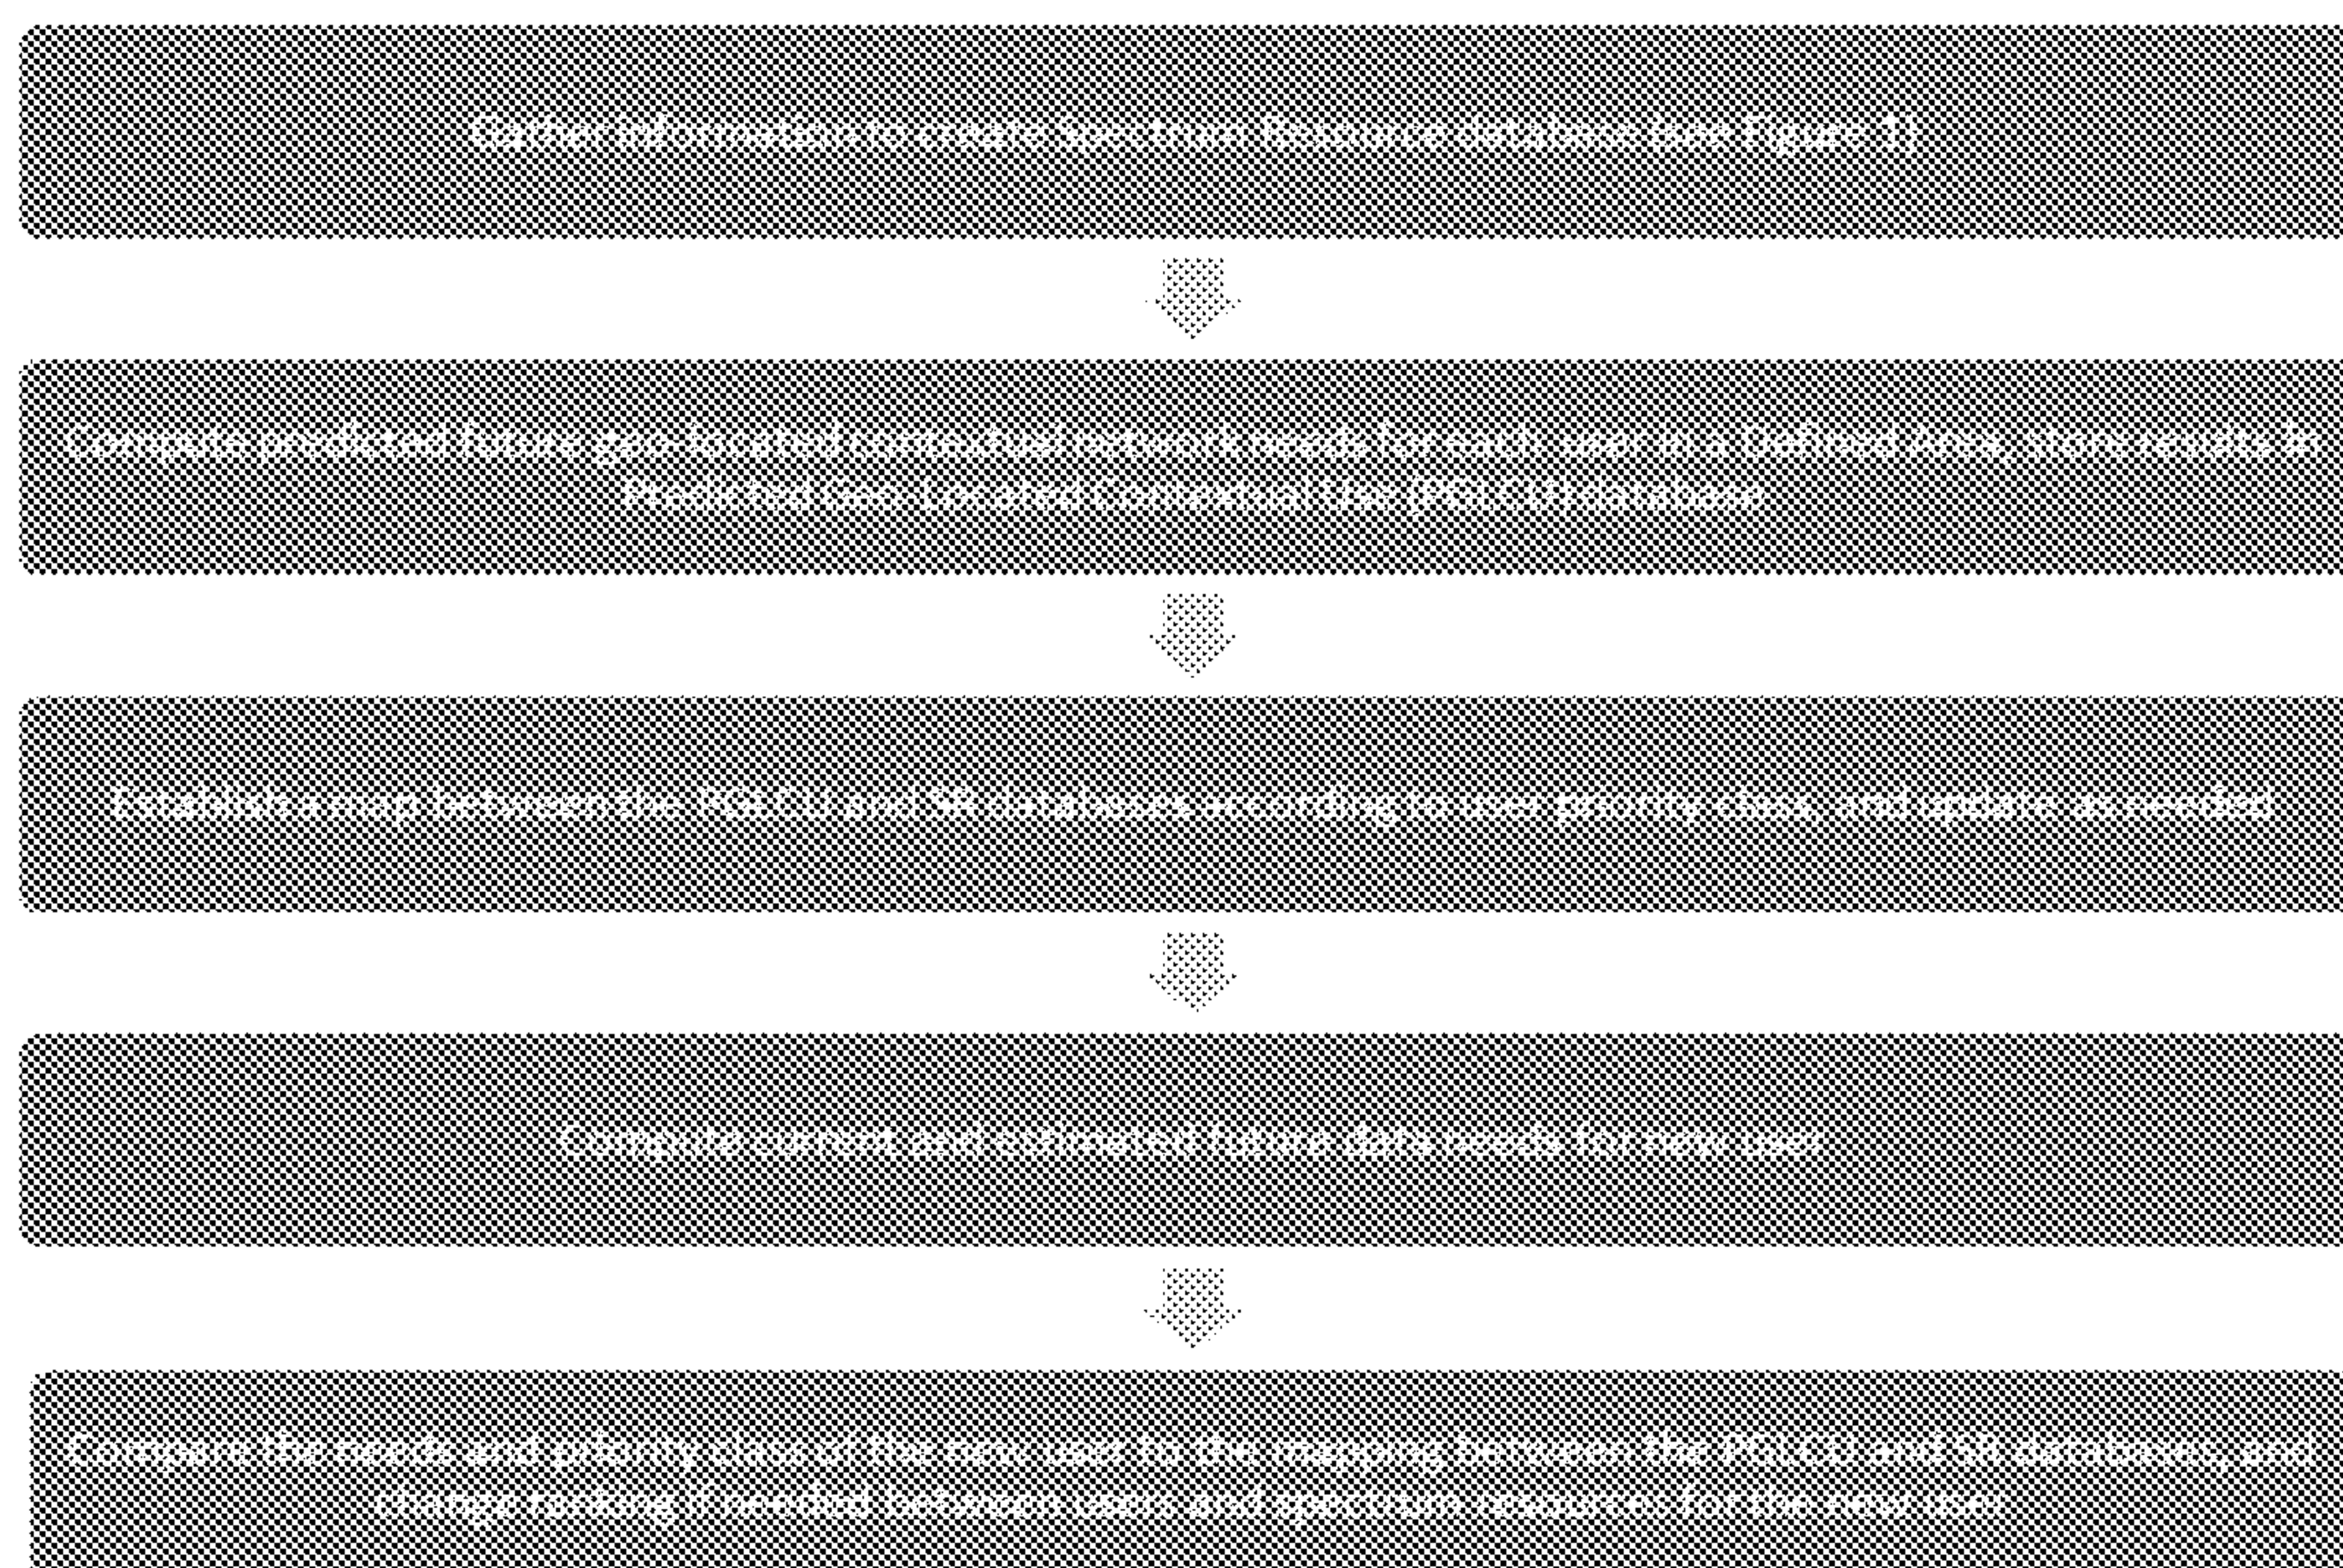 Gather information to create Spectrum Resource database (see Figure 1)
Compute predicted future geo-located contextual network needs for each user in a Defined Area, store results in
Predicted Geo-Located Contextual Use (PGLCU) database
Establish a map between the PGLCU and SR databases according to user priority class, and update as needed
Compute current and estimated future data needs for new user
Compare the needs and priority class of the new user to the mapping between the PGLCU and SR databases, and
change ranking if needed between users and spectrum resources for the new user